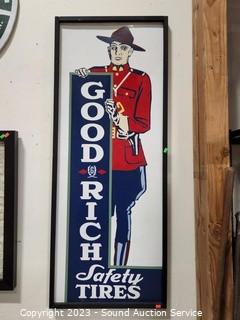 GOOD
RICH
Safety
TIRES
Copyright 2023 - Sound Auction Service